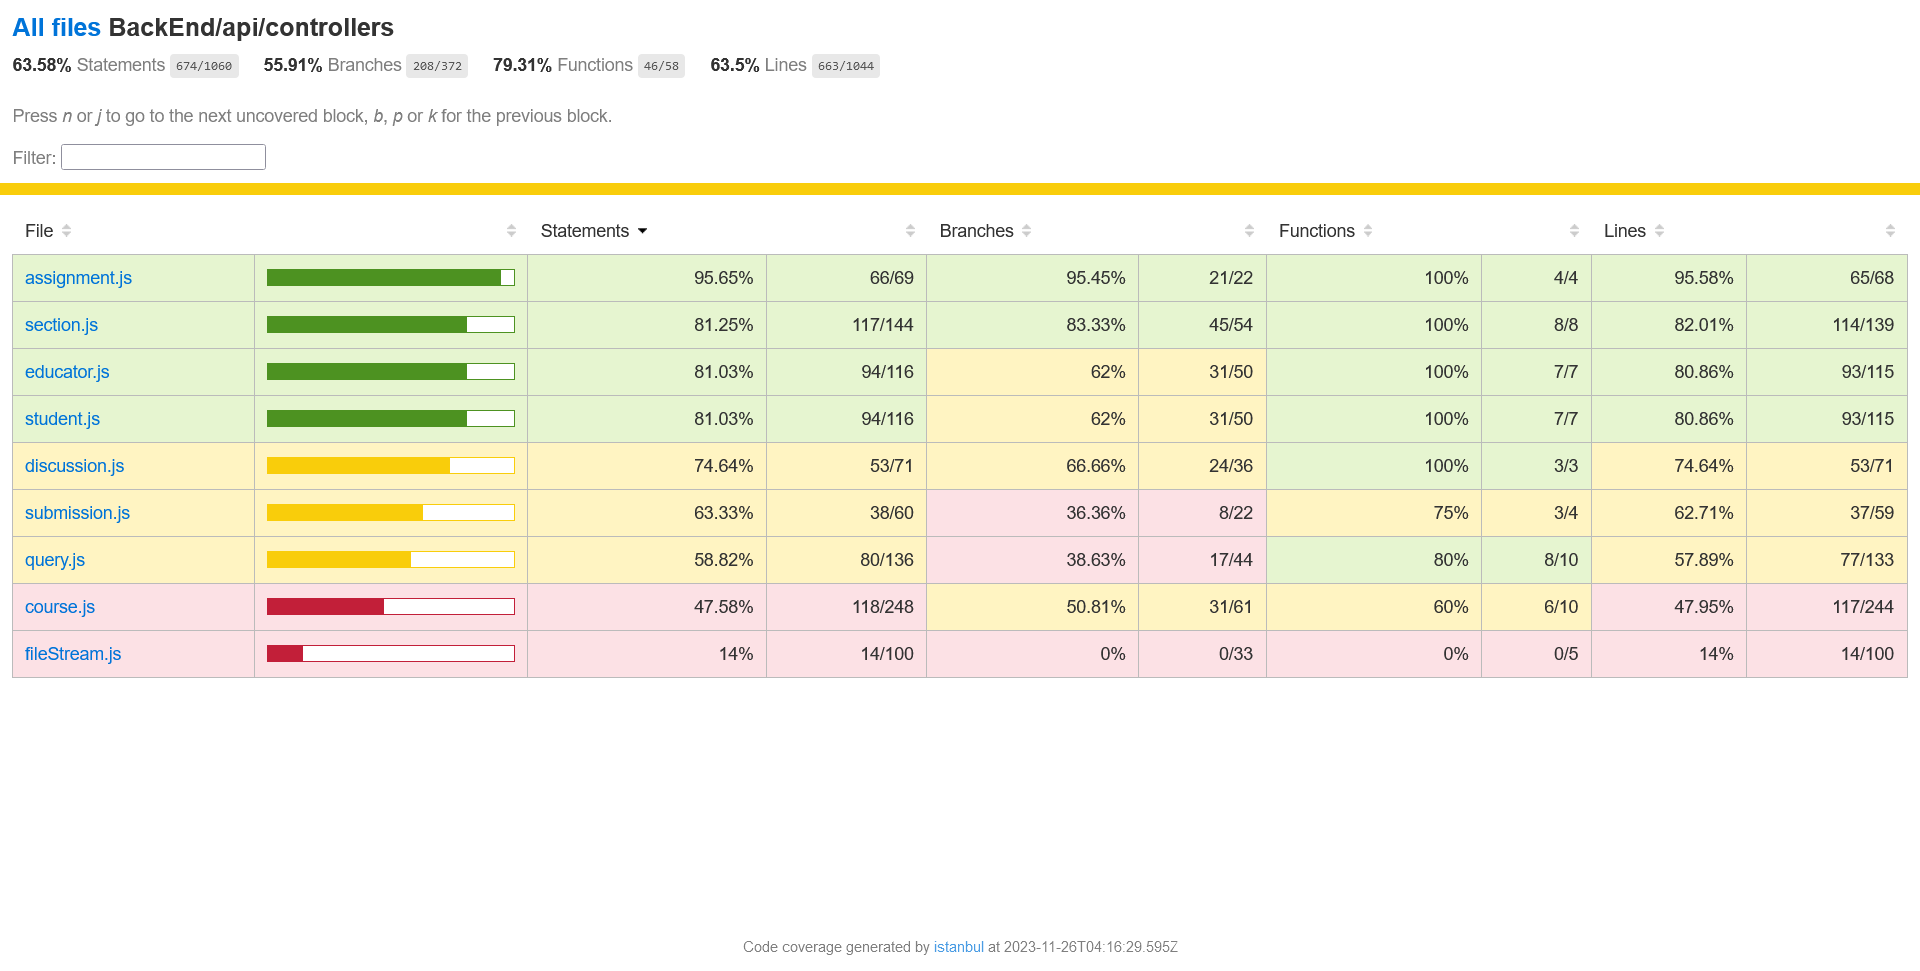 All files BackEnd/api/controllers
63.58% Statements 674/1060 55.91% Branches 208/372 79.31% Functions 46/58 63.5% Lines 663/1044
Press n or j to go to the next uncovered block, b, p or k for the previous block.
Filter:
File Statements Branches Functions Lines
assignment.js 95.65% 66/69 95.45% 21/22 100% 4/4 95.58% 65/68
section.js 81.25% 117/144 83.33% 45/54 100% 8/8 82.01% 114/139
educator.js 81.03% 94/116 62% 31/50 100% 7/7 80.86% 93/115
student.js 81.03% 94/116 62% 31/50 100% 7/7 80.86% 93/115
discussion.js 74.64% 53/71 66.66% 24/36 100% 3/3 74.64% 53/71
submission.js 63.33% 38/60 36.36% 8/22 75% 3/4 62.71% 37/59
query.js 58.82% 80/136 38.63% 17/44 80% 8/10 57.89% 77/133
course.js 47.58% 118/248 50.81% 31/61 60% 6/10 47.95% 117/244
fileStream.js 14% 14/100 0% 0/33 0% 0/5 14% 14/100
Code coverage generated by istanbul at 2023-11-26T04:16:29.595Z